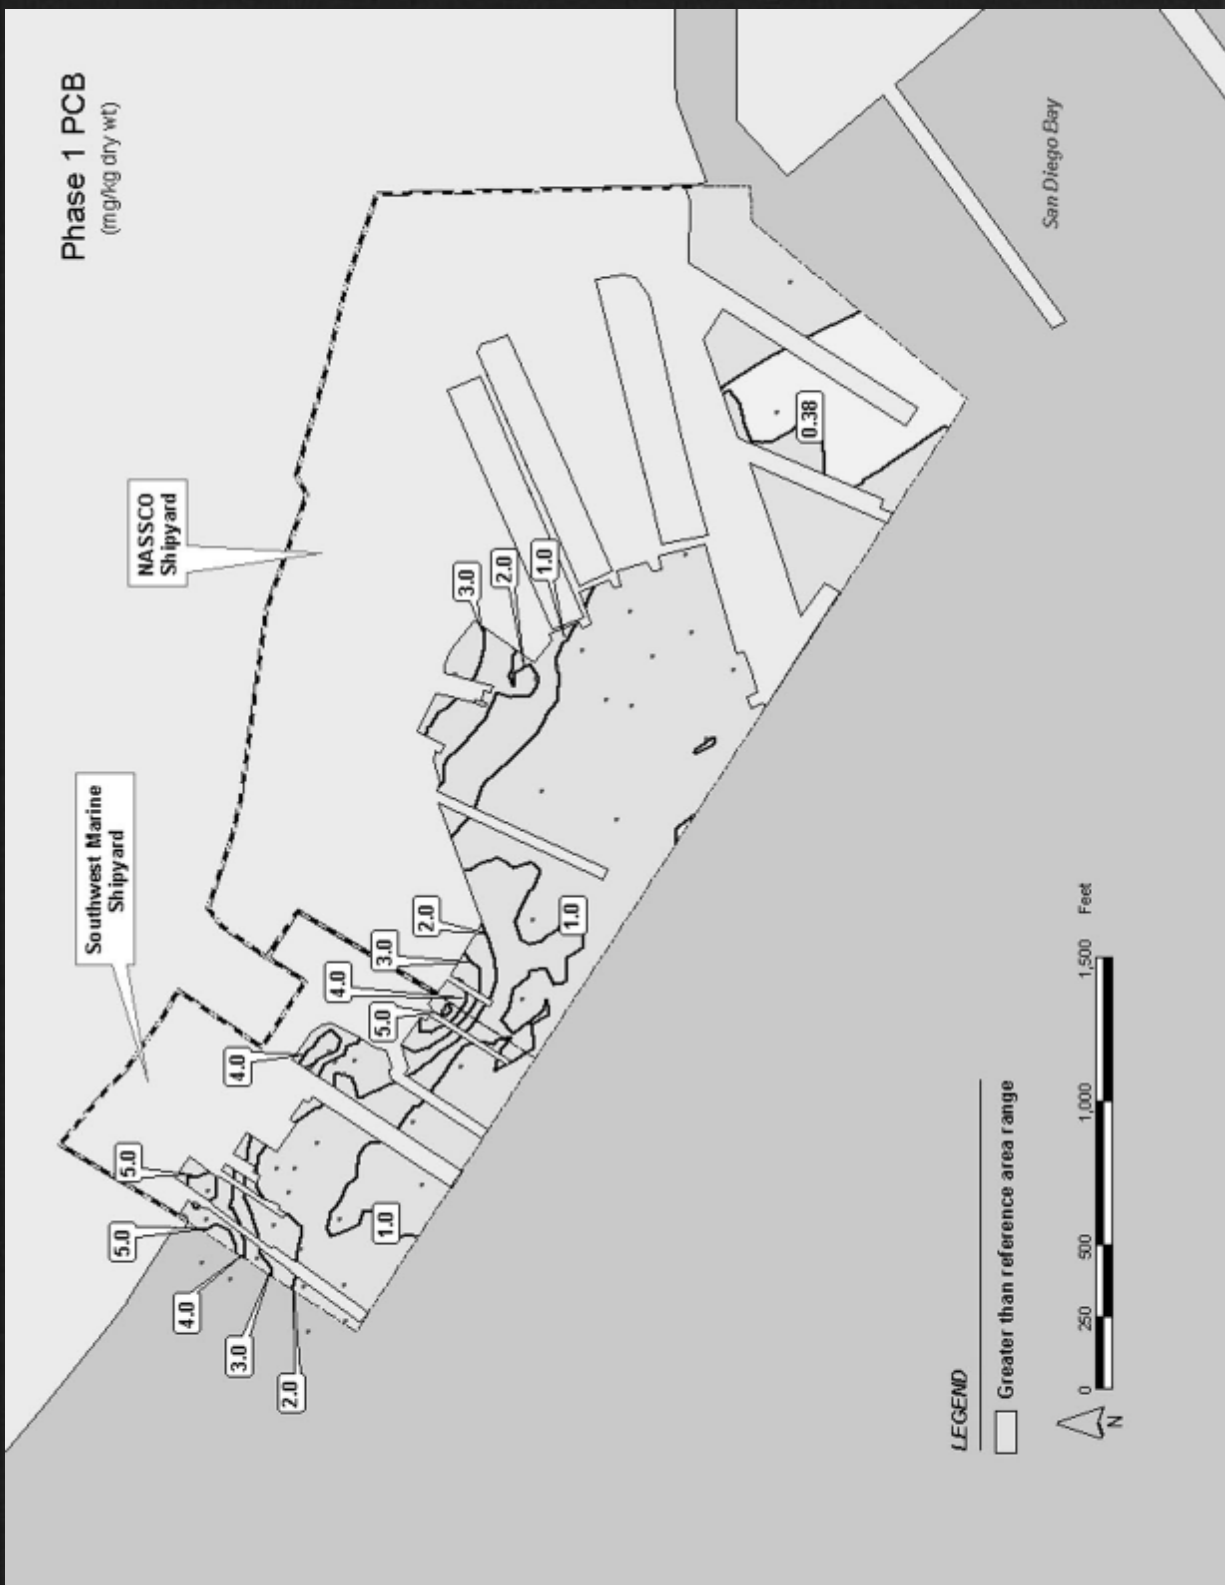 Phase 1 PCB
(mg/kg dry wt)
Southwest Marine
Shipyard
NASSCO
Shipyard
5.0
5.0
4.0
3.0
2.0
4.0
1.0
5.0
4.0
3.0
2.0
1.0
3.0
2.0
1.0
0.38
San Diego Bay
LEGEND
Greater than reference area range
N
0 250 500 1,000 1,500 Feet